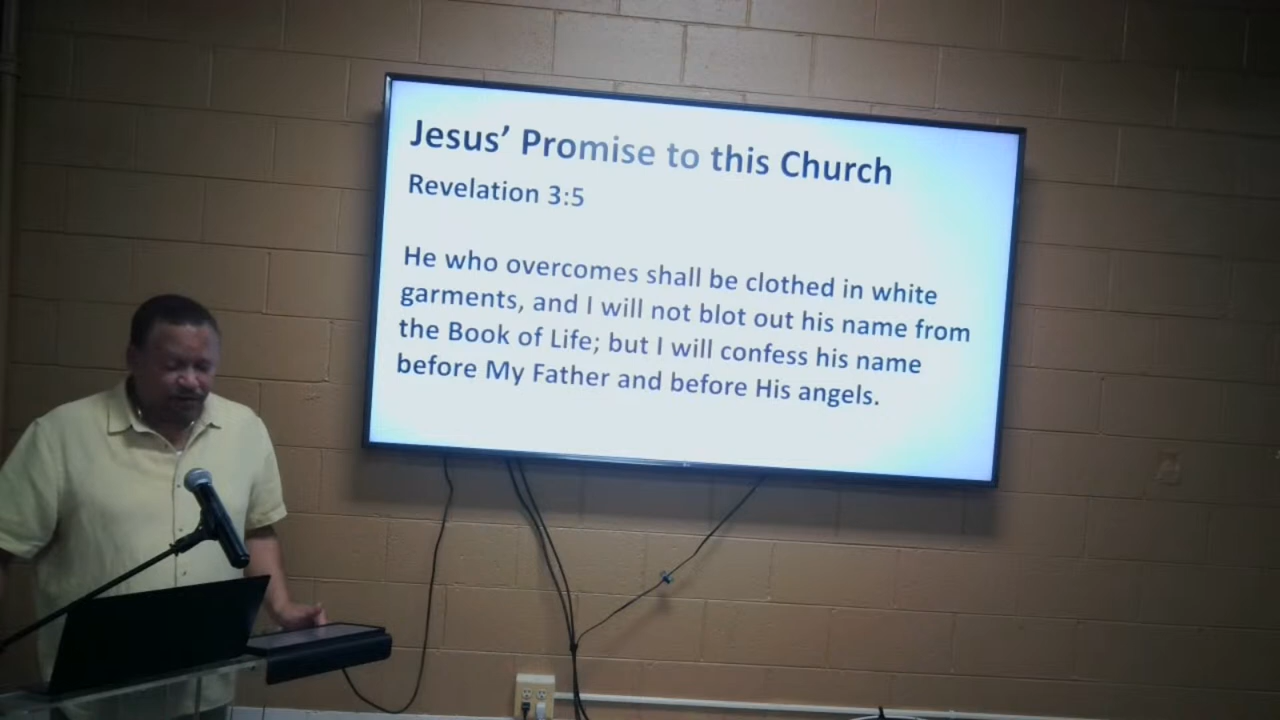 Jesus’ Promise to this Church
Revelation 3:5
He who overcomes shall be clothed in white
garments, and I will not blot out his name from
the Book of Life; but I will confess his name
before My Father and before His angels.